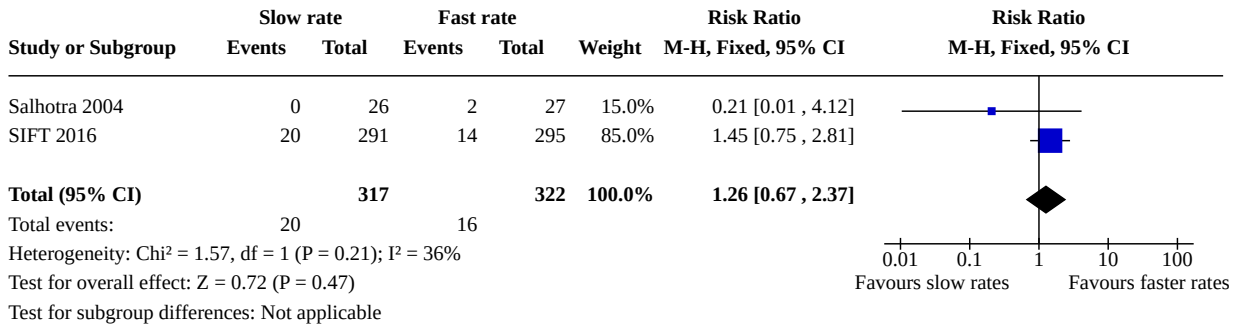 Slow rate Fast rate Risk Ratio Risk Ratio
Study or Subgroup Events Total Events Total Weight M-H, Fixed, 95% CI M-H, Fixed, 95% CI
Salhotra 2004 0 26 2 27 15.0% 0.21 [0.01 , 4.12]
SIFT 2016 20 291 14 295 85.0% 1.45 [0.75 , 2.81]
Total (95% CI) 317 322 100.0% 1.26 [0.67 , 2.37]
Total events: 20 16
Heterogeneity: Chi² = 1.57, df = 1 (P = 0.21); I² = 36%
0.01 0.1 1 10 100
Test for overall effect: Z = 0.72 (P = 0.47)
Favours slow rates Favours faster rates
Test for subgroup differences: Not applicable